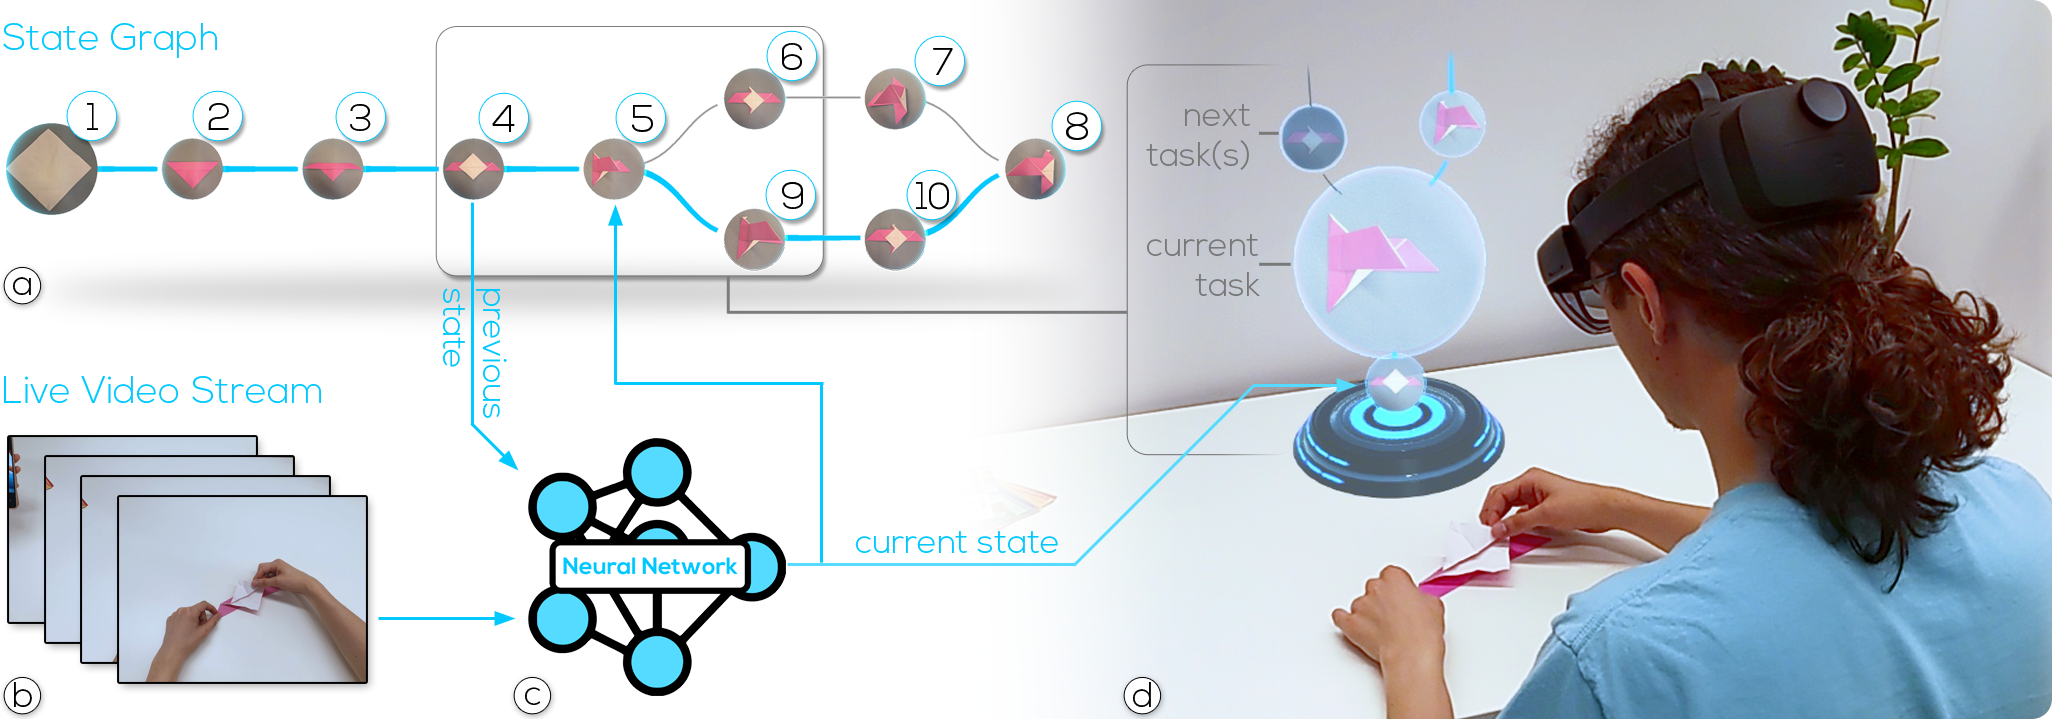 State Graph
1
2
3
4
5
6
7
8
9
10
a
previous
state
Live Video Stream
b
Neural Network
c
current state
next
task(s)
current
task
d